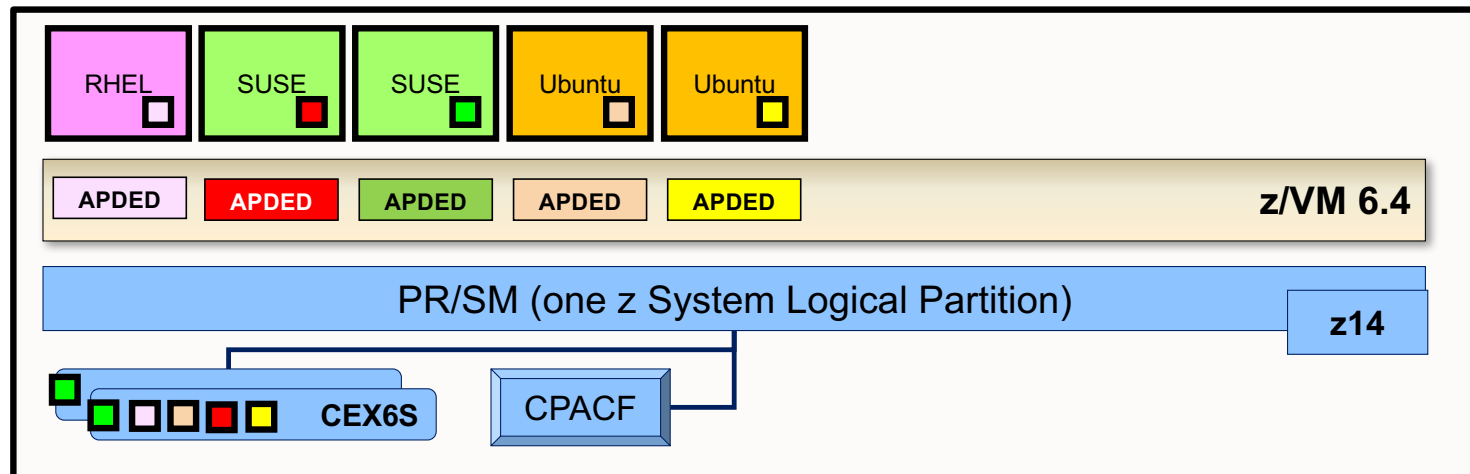 RHEL
SUSE
SUSE
Ubuntu
Ubuntu
APDED
APDED
APDED
APDED
APDED
z/VM 6.4
PR/SM (one z System Logical Partition)
z14
CEX6S
CPACF